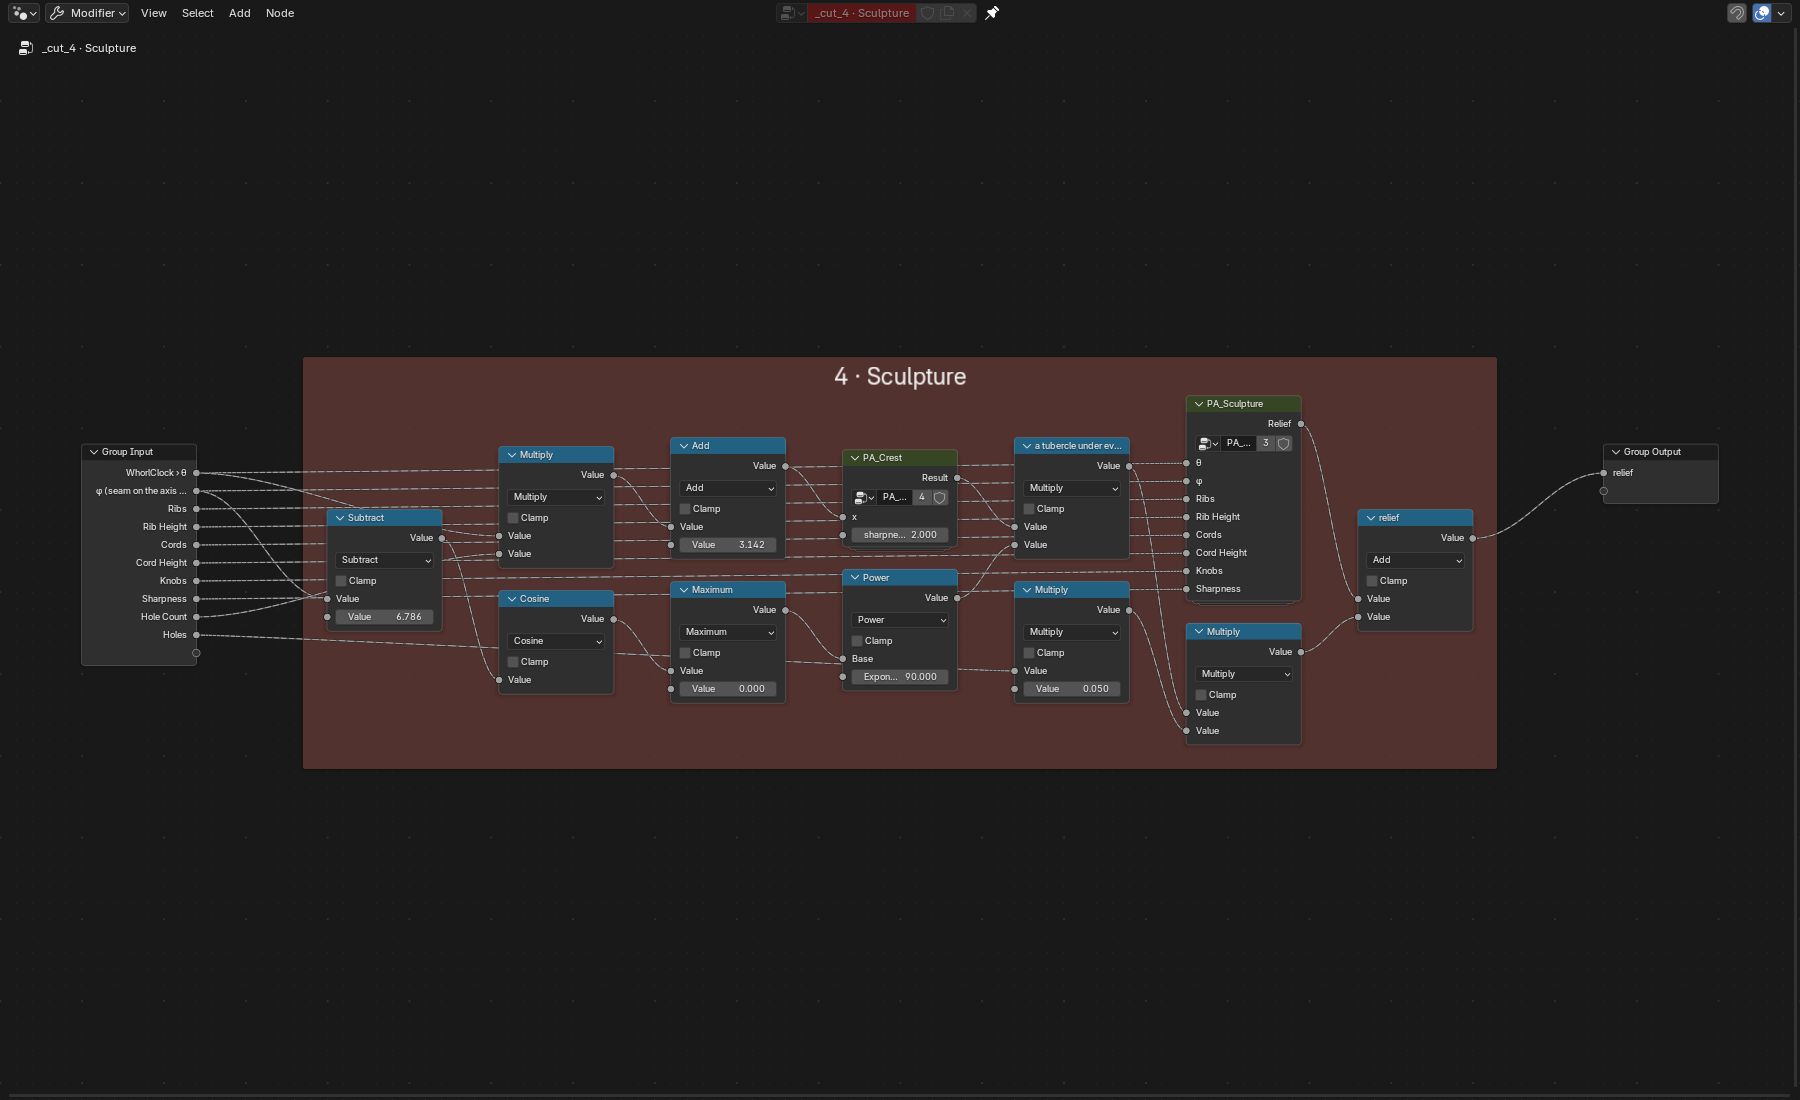 Modifier View Select Add Node
_cut_4 · Sculpture
_cut_4 · Sculpture
4 · Sculpture
Group Input
WhorlClock › θ
φ (seam on the axis ...
Ribs
Rib Height
Cords
Cord Height
Knobs
Sharpness
Hole Count
Holes
Subtract
Value
Subtract
Clamp
Value
Value 6.786
Multiply
Value
Multiply
Clamp
Value
Value
Cosine
Value
Cosine
Clamp
Value
Add
Value
Add
Clamp
Value
Value 3.142
Maximum
Value
Maximum
Clamp
Value
Value 0.000
PA_Crest
Result
PA_... 4
x
sharpne... 2.000
Power
Value
Power
Clamp
Base
Expon... 90.000
a tubercle under ev...
Value
Multiply
Clamp
Value
Value
Multiply
Value
Multiply
Clamp
Value
Value 0.050
PA_Sculpture
Relief
PA_... 3
θ
φ
Ribs
Rib Height
Cords
Cord Height
Knobs
Sharpness
Multiply
Value
Multiply
Clamp
Value
Value
relief
Value
Add
Clamp
Value
Value
Group Output
relief